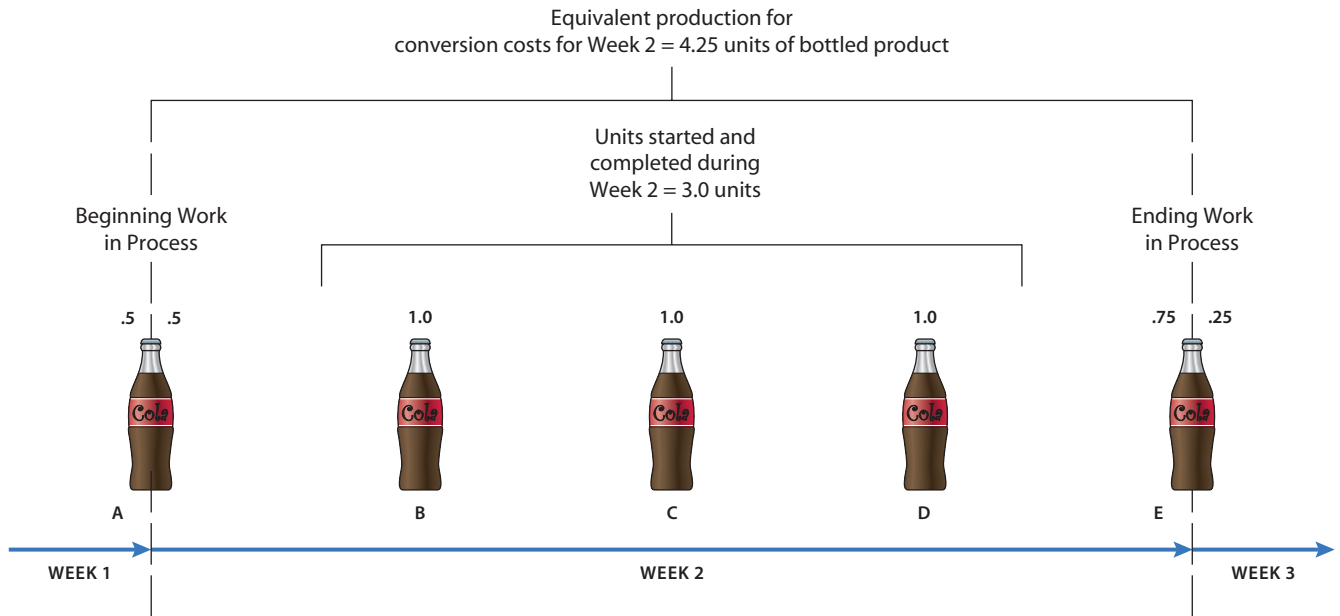 Equivalent production for
conversion costs for Week 2 = 4.25 units of bottled product
Units started and
completed during
Week 2 = 3.0 units
Beginning Work
in Process
Ending Work
in Process
.5 .5
1.0
1.0
1.0
.75 .25
Cola
Cola
Cola
Cola
Cola
A
B
C
D
E
WEEK 1
WEEK 2
WEEK 3